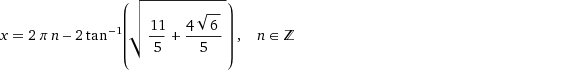 x = 2 π n − 2 tan⁻¹(√(11/5 + (4√6)/5)), n ∈ ℤ